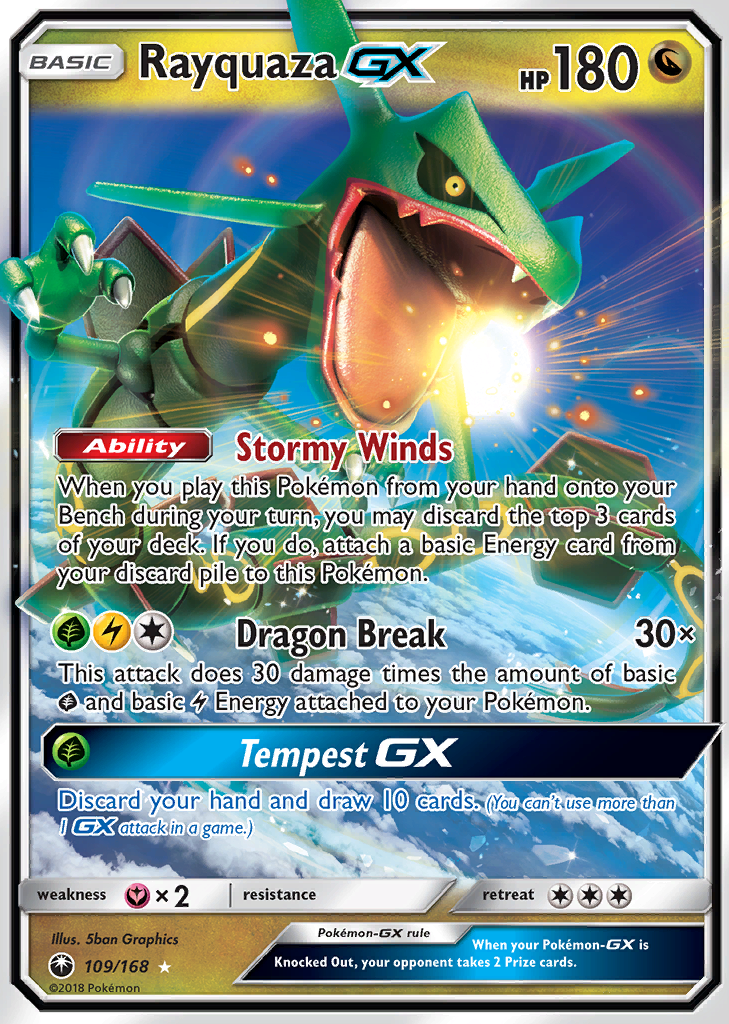 BASIC Rayquaza GX HP 180
Ability Stormy Winds
When you play this Pokémon from your hand onto your
Bench during your turn, you may discard the top 3 cards
of your deck. If you do, attach a basic Energy card from
your discard pile to this Pokémon.
Dragon Break 30×
This attack does 30 damage times the amount of basic
and basic Energy attached to your Pokémon.
Tempest GX
Discard your hand and draw 10 cards. (You can't use more than
1 GX attack in a game.)
weakness ×2 resistance retreat
Illus. 5ban Graphics
109/168
©2018 Pokémon
Pokémon-GX rule
When your Pokémon-GX is
Knocked Out, your opponent takes 2 Prize cards.